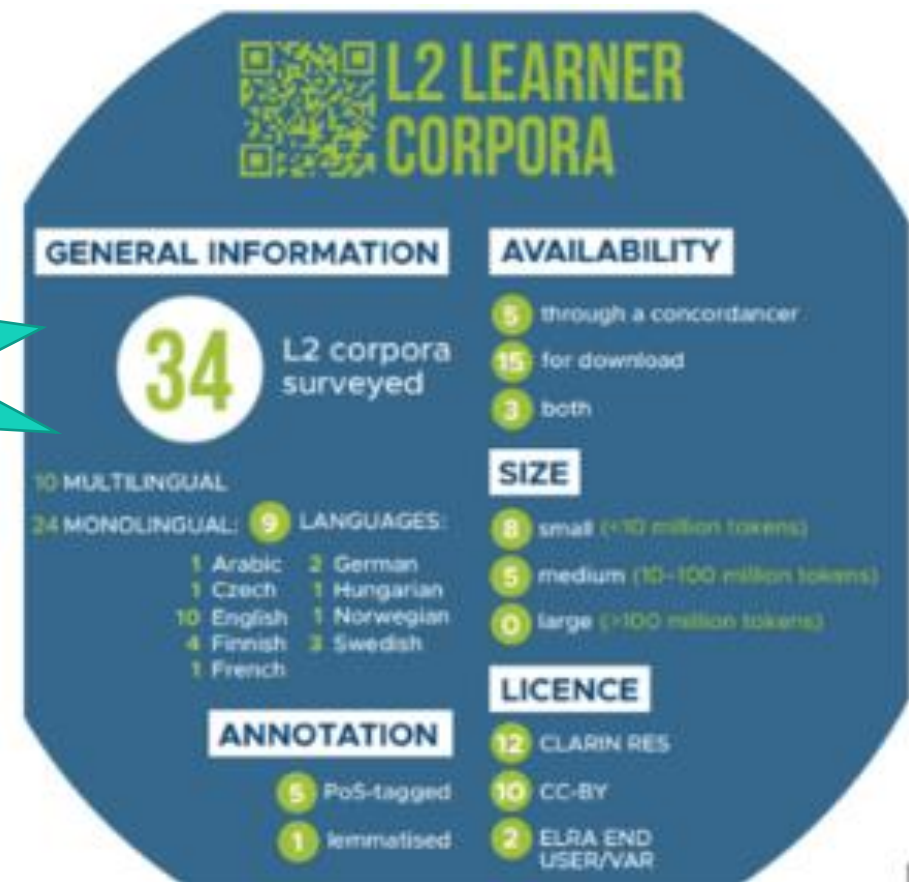 L2 LEARNER
CORPORA
GENERAL INFORMATION
34
L2 corpora
surveyed
10 MULTILINGUAL
24 MONOLINGUAL: 9 LANGUAGES:
1 Arabic
1 Czech
10 English
4 Finnish
1 French
2 German
1 Hungarian
1 Norwegian
3 Swedish
ANNOTATION
5 PoS-tagged
1 lemmatised
AVAILABILITY
5 through a concordancer
15 for download
3 both
SIZE
8 small (<10 million tokens)
5 medium (10-100 million tokens)
0 large (>100 million tokens)
LICENCE
12 CLARIN RES
10 CC-BY
2 ELRA END
USER/VAR